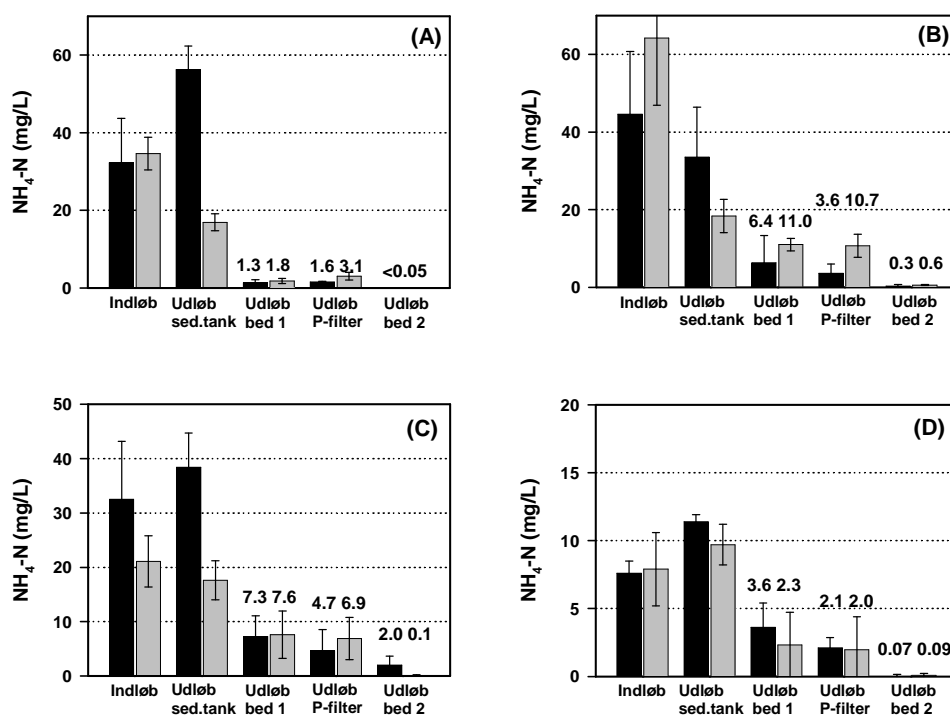 (A)
NH4-N (mg/L)
60
40
20
0
1.3 1.8
1.6 3.1
<0.05
Indløb
Udløb
sed.tank
Udløb
bed 1
Udløb
P-filter
Udløb
bed 2
(B)
NH4-N (mg/L)
60
40
20
0
6.4 11.0
3.6 10.7
0.3 0.6
Indløb
Udløb
sed.tank
Udløb
bed 1
Udløb
P-filter
Udløb
bed 2
(C)
NH4-N (mg/L)
50
40
30
20
10
0
7.3 7.6
4.7 6.9
2.0 0.1
Indløb
Udløb
sed.tank
Udløb
bed 1
Udløb
P-filter
Udløb
bed 2
(D)
NH4-N (mg/L)
20
15
10
5
0
3.6 2.3
2.1 2.0
0.07 0.09
Indløb
Udløb
sed.tank
Udløb
bed 1
Udløb
P-filter
Udløb
bed 2